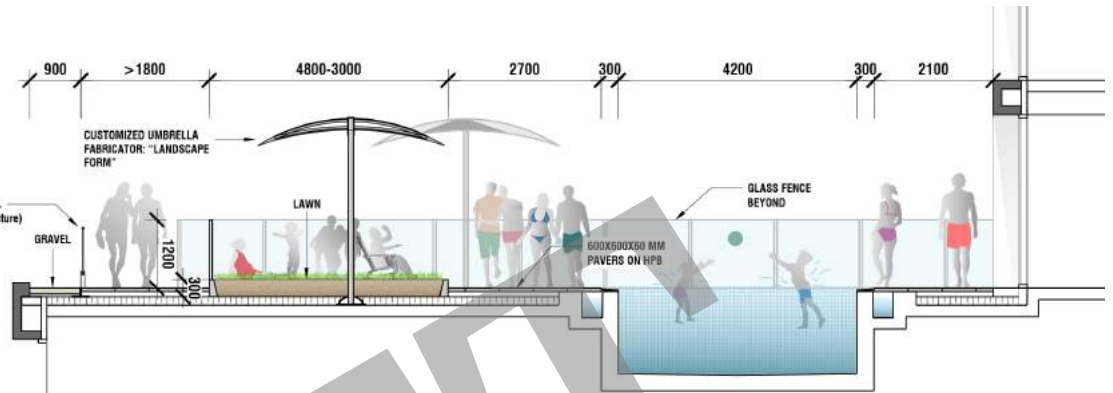 900 >1800 4800-3000 2700 300 4200 300 2100
CUSTOMIZED UMBRELLA
FABRICATOR: "LANDSCAPE
FORM"
GLASS FENCE
BEYOND
LAWN
ture)
GRAVEL
1200
300
600X600X60 MM
PAVERS ON HPB